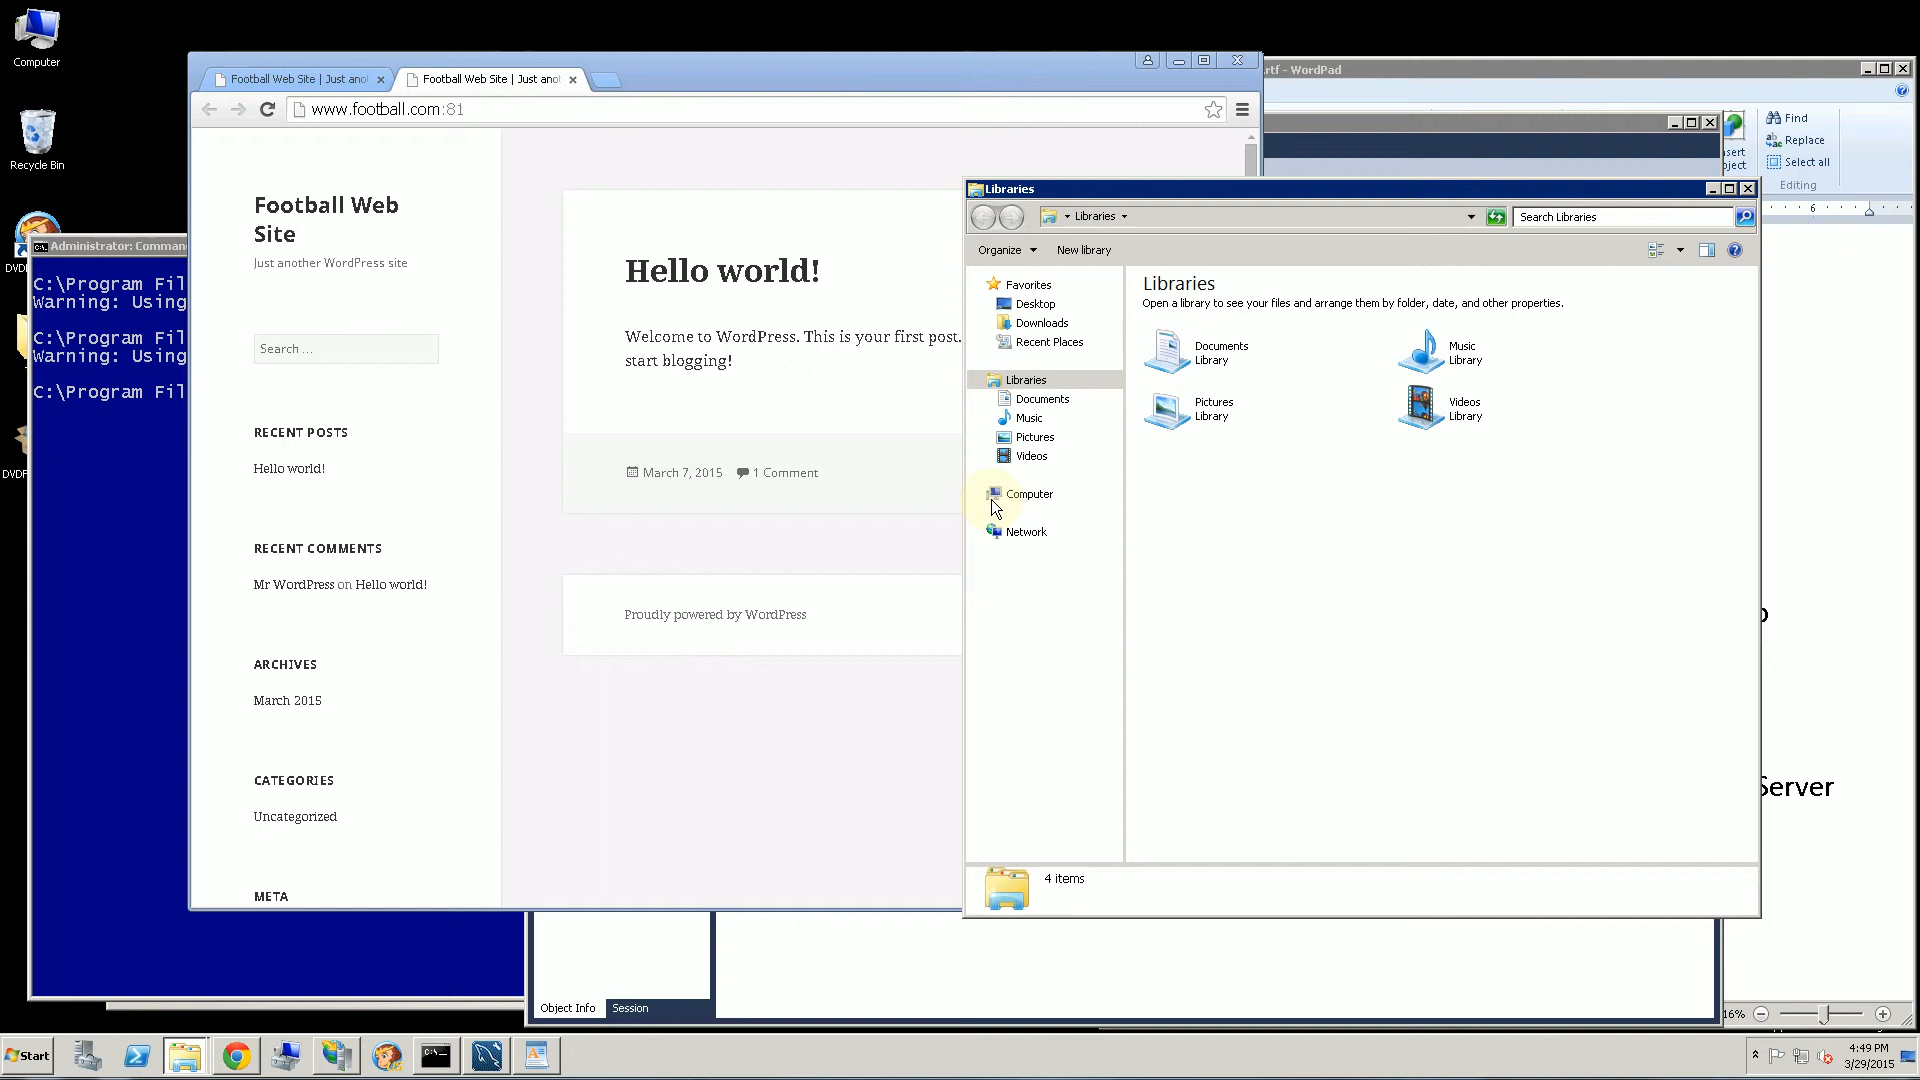 Computer
Recycle Bin
Administrator: Comman
C:\Program Fil
Warning: Using
C:\Program Fil
Warning: Using
C:\Program Fil
Football Web Site | Just ano
Football Web Site | Just ano
www.football.com:81
Football Web
Site
Just another WordPress site
Search ...
RECENT POSTS
Hello world!
RECENT COMMENTS
Mr WordPress on Hello world!
ARCHIVES
March 2015
CATEGORIES
Uncategorized
META
Hello world!
Welcome to WordPress. This is your first post.
start blogging!
March 7, 2015
1 Comment
Proudly powered by WordPress
.rtf - WordPad
Find
Replace
Select all
Editing
6
Libraries
Libraries
Search Libraries
Organize
New library
Favorites
Desktop
Downloads
Recent Places
Libraries
Documents
Music
Pictures
Videos
Computer
Network
Libraries
Open a library to see your files and arrange them by folder, date, and other properties.
Documents
Library
Music
Library
Pictures
Library
Videos
Library
4 items
Server
16%
Object Info
Session
Start
4:49 PM
3/29/2015